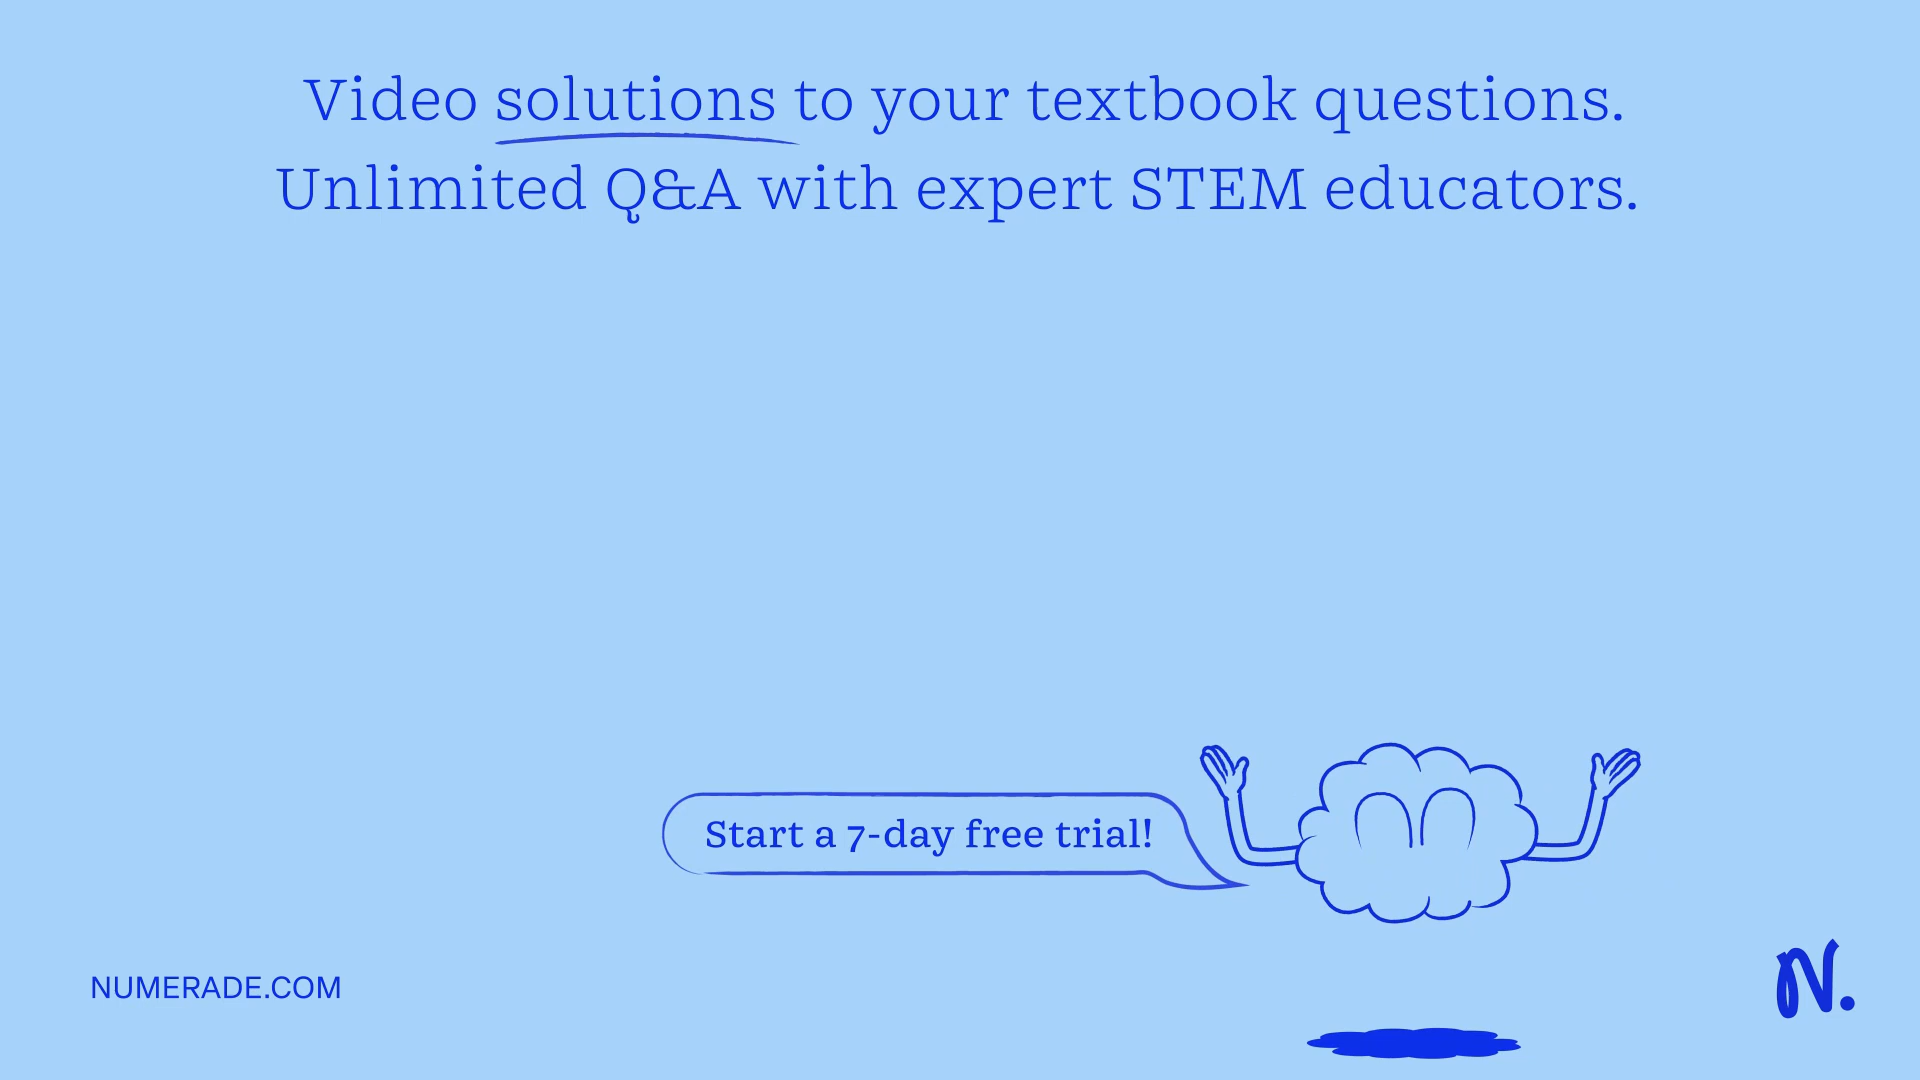 Video solutions to your textbook questions.
Unlimited Q&A with expert STEM educators.
Start a 7-day free trial!
NUMERADE.COM
N.